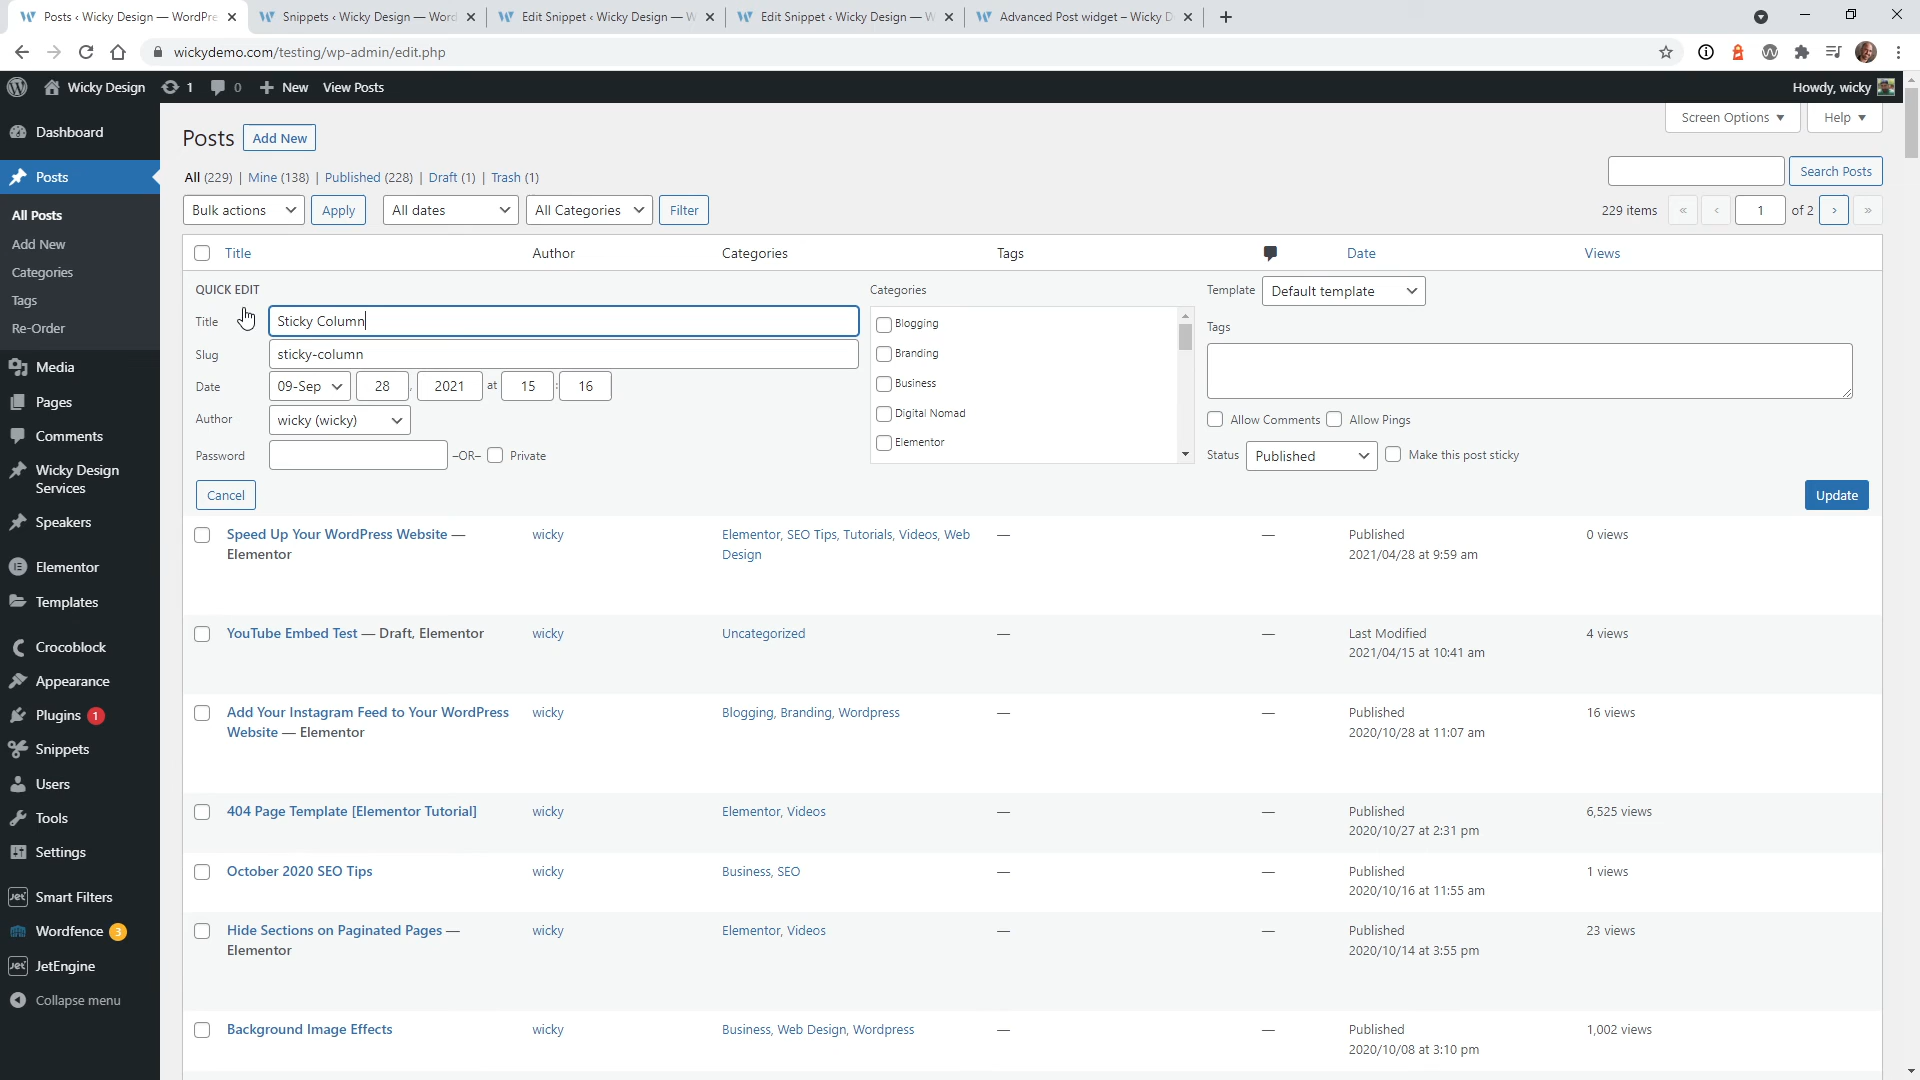 Posts ‹ Wicky Design — WordPre
Snippets ‹ Wicky Design — Word
Edit Snippet ‹ Wicky Design — W
Edit Snippet ‹ Wicky Design — W
Advanced Post widget – Wicky D
wickydemo.com/testing/wp-admin/edit.php
Wicky Design 1 0 New View Posts
Howdy, wicky
Dashboard
Posts
All Posts
Add New
Categories
Tags
Re-Order
Media
Pages
Comments
Wicky Design
Services
Speakers
Elementor
Templates
Crocoblock
Appearance
Plugins 1
Snippets
Users
Tools
Settings
Jet Smart Filters
Wordfence 3
Jet JetEngine
Collapse menu
Screen Options Help
Posts Add New
All (229) | Mine (138) | Published (228) | Draft (1) | Trash (1)
Search Posts
Bulk actions Apply All dates All Categories Filter
229 items « ‹ 1 of 2 › »
Title Author Categories Tags Date Views
QUICK EDIT
Title Sticky Column
Slug sticky-column
Date 09-Sep 28 , 2021 at 15 : 16
Author wicky (wicky)
Password –OR– Private
Cancel
Categories
Blogging
Branding
Business
Digital Nomad
Elementor
Template Default template
Tags
Allow Comments Allow Pings
Status Published Make this post sticky
Update
Speed Up Your WordPress Website — wicky Elementor, SEO Tips, Tutorials, Videos, Web — — Published 0 views
Elementor Design 2021/04/28 at 9:59 am
YouTube Embed Test — Draft, Elementor wicky Uncategorized — — Last Modified 4 views
2021/04/15 at 10:41 am
Add Your Instagram Feed to Your WordPress wicky Blogging, Branding, Wordpress — — Published 16 views
Website — Elementor 2020/10/28 at 11:07 am
404 Page Template [Elementor Tutorial] wicky Elementor, Videos — — Published 6,525 views
2020/10/27 at 2:31 pm
October 2020 SEO Tips wicky Business, SEO — — Published 1 views
2020/10/16 at 11:55 am
Hide Sections on Paginated Pages — wicky Elementor, Videos — — Published 23 views
Elementor 2020/10/14 at 3:55 pm
Background Image Effects wicky Business, Web Design, Wordpress — — Published 1,002 views
2020/10/08 at 3:10 pm